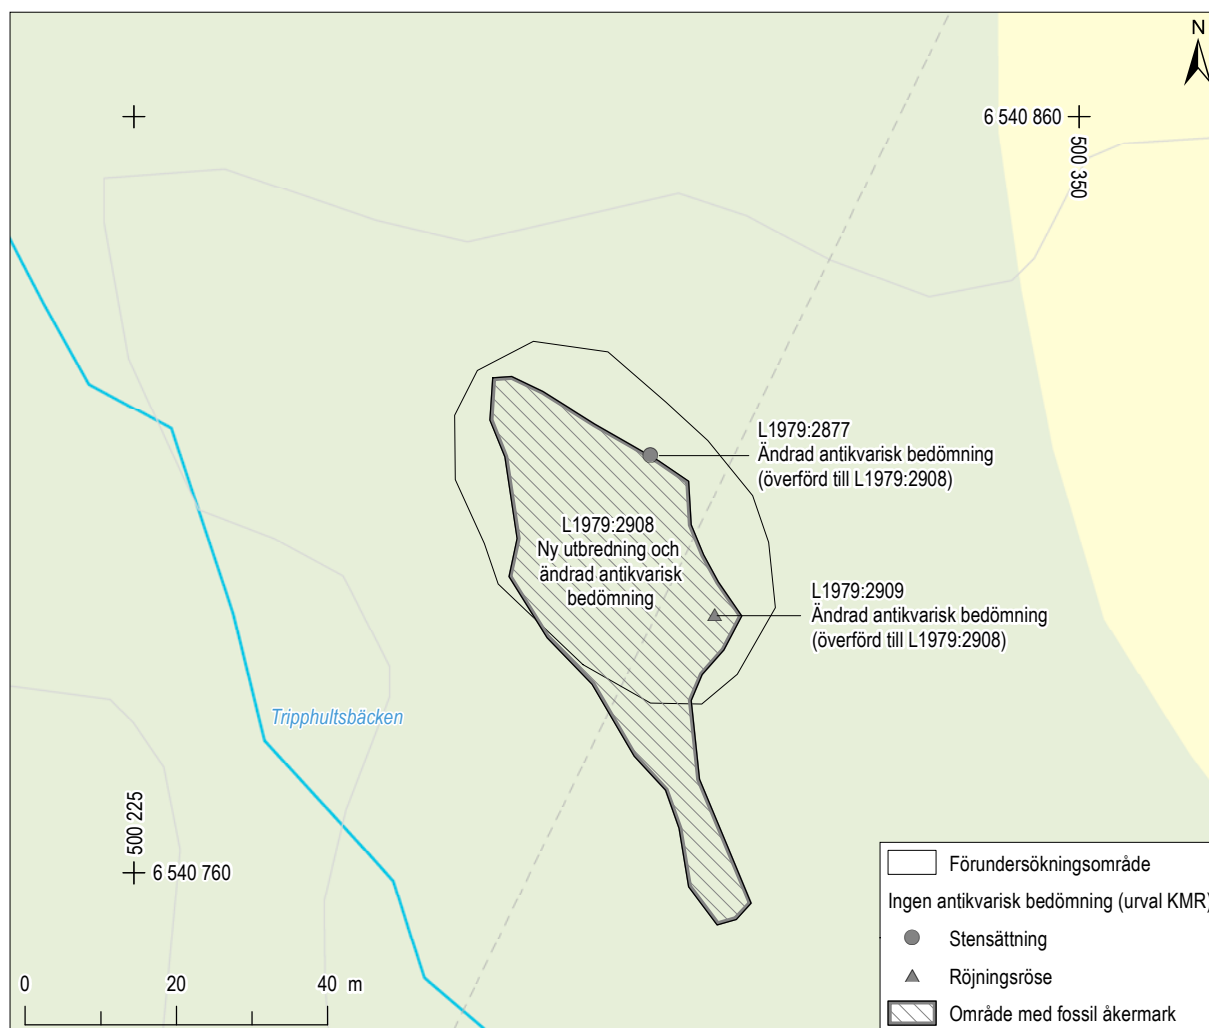 N
6 540 860
500 350
L1979:2877
Ändrad antikvarisk bedömning
(överförd till L1979:2908)
L1979:2908
Ny utbredning och
ändrad antikvarisk
bedömning
L1979:2909
Ändrad antikvarisk bedömning
(överförd till L1979:2908)
Tripphultsbäcken
500 225
6 540 760
0 20 40 m
Förundersökningsområde
Ingen antikvarisk bedömning (urval KMR)
Stensättning
Röjningsröse
Område med fossil åkermark